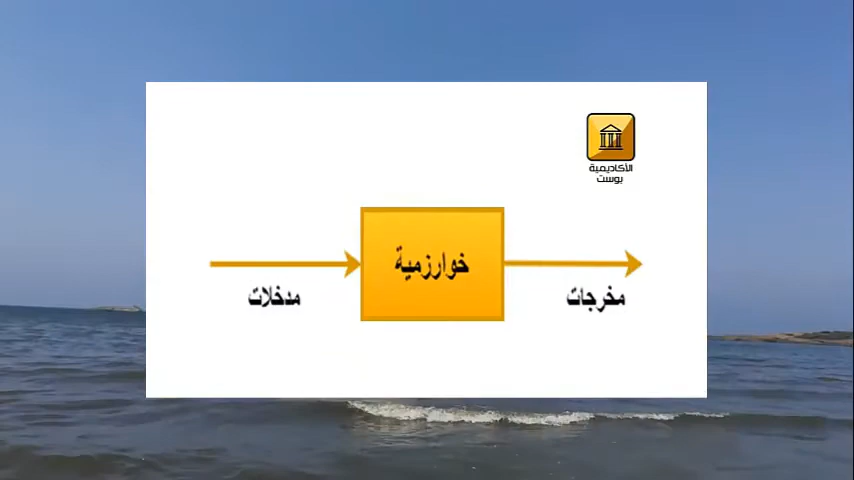 الأكاديمية
بوست
خوارزمية
مدخلات
مخرجات